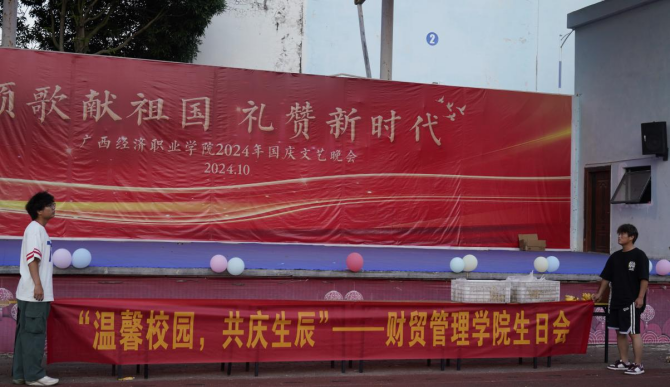 颂歌献祖国 礼赞新时代
广西经济职业学院2024年国庆文艺晚会
2024.10
②
“温馨校园，共庆生辰”——财贸管理学院生日会